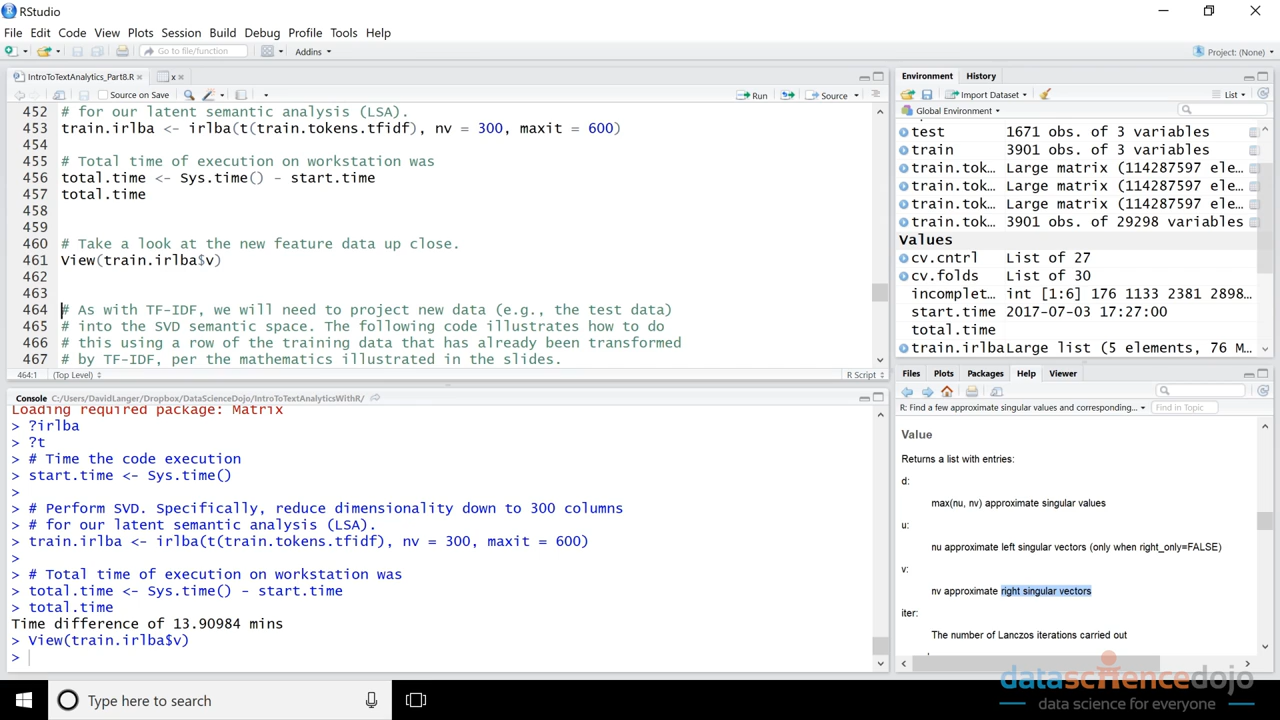 RStudio
File Edit Code View Plots Session Build Debug Profile Tools Help
Go to file/function Addins Project: (None)
IntroToTextAnalytics_Part8.R x
Source on Save Run Source
452 # for our latent semantic analysis (LSA).
453 train.irlba <- irlba(t(train.tokens.tfidf), nv = 300, maxit = 600)
454
455 # Total time of execution on workstation was
456 total.time <- Sys.time() - start.time
457 total.time
458
459
460 # Take a look at the new feature data up close.
461 View(train.irlba$v)
462
463
464 # As with TF-IDF, we will need to project new data (e.g., the test data)
465 # into the SVD semantic space. The following code illustrates how to do
466 # this using a row of the training data that has already been transformed
467 # by TF-IDF, per the mathematics illustrated in the slides.
464:1 (Top Level) R Script
Console C:/Users/DavidLanger/Dropbox/DataScienceDojo/IntroToTextAnalyticsWithR/
Loading required package: Matrix
> ?irlba
> ?t
> # Time the code execution
> start.time <- Sys.time()
>
> # Perform SVD. Specifically, reduce dimensionality down to 300 columns
> # for our latent semantic analysis (LSA).
> train.irlba <- irlba(t(train.tokens.tfidf), nv = 300, maxit = 600)
>
> # Total time of execution on workstation was
> total.time <- Sys.time() - start.time
> total.time
Time difference of 13.90984 mins
> View(train.irlba$v)
>
Environment History
Import Dataset List
Global Environment
test 1671 obs. of 3 variables
train 3901 obs. of 3 variables
train.tok… Large matrix (114287597 ele…
train.tok… Large matrix (114287597 ele…
train.tok… Large matrix (114287597 ele…
train.tok… 3901 obs. of 29298 variables
Values
cv.cntrl List of 27
cv.folds List of 30
incomplet… int [1:6] 176 1133 2381 2898…
start.time 2017-07-03 17:27:00
total.time
train.irlba Large list (5 elements, 76 M…
Files Plots Packages Help Viewer
R: Find a few approximate singular values and corresponding... Find in Topic
Value
Returns a list with entries:
d:
max(nu, nv) approximate singular values
u:
nu approximate left singular vectors (only when right_only=FALSE)
v:
nv approximate right singular vectors
iter:
The number of Lanczos iterations carried out
datasciencedojo
data science for everyone
Type here to search